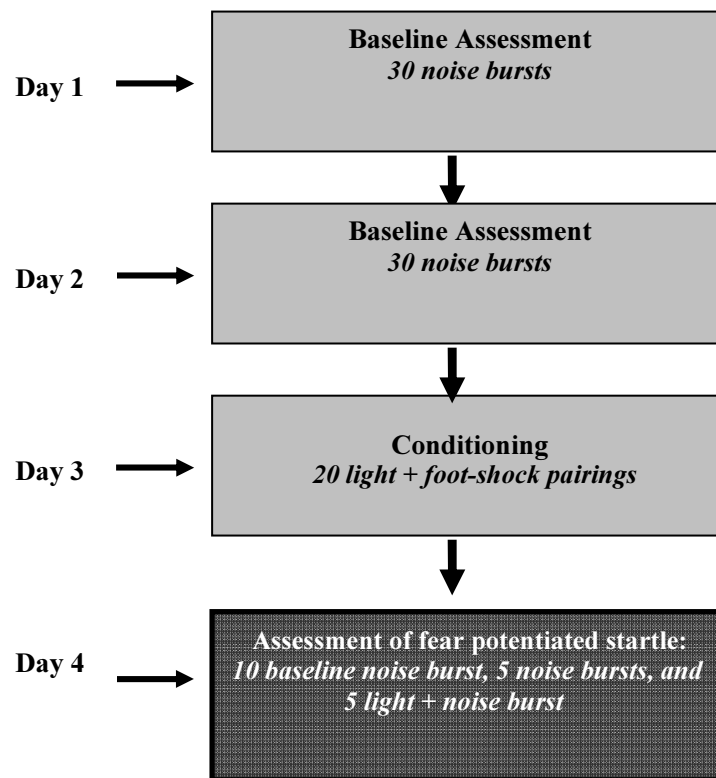 Day 1
Baseline Assessment
30 noise bursts
Day 2
Baseline Assessment
30 noise bursts
Day 3
Conditioning
20 light + foot-shock pairings
Day 4
Assessment of fear potentiated startle:
10 baseline noise burst, 5 noise bursts, and
5 light + noise burst